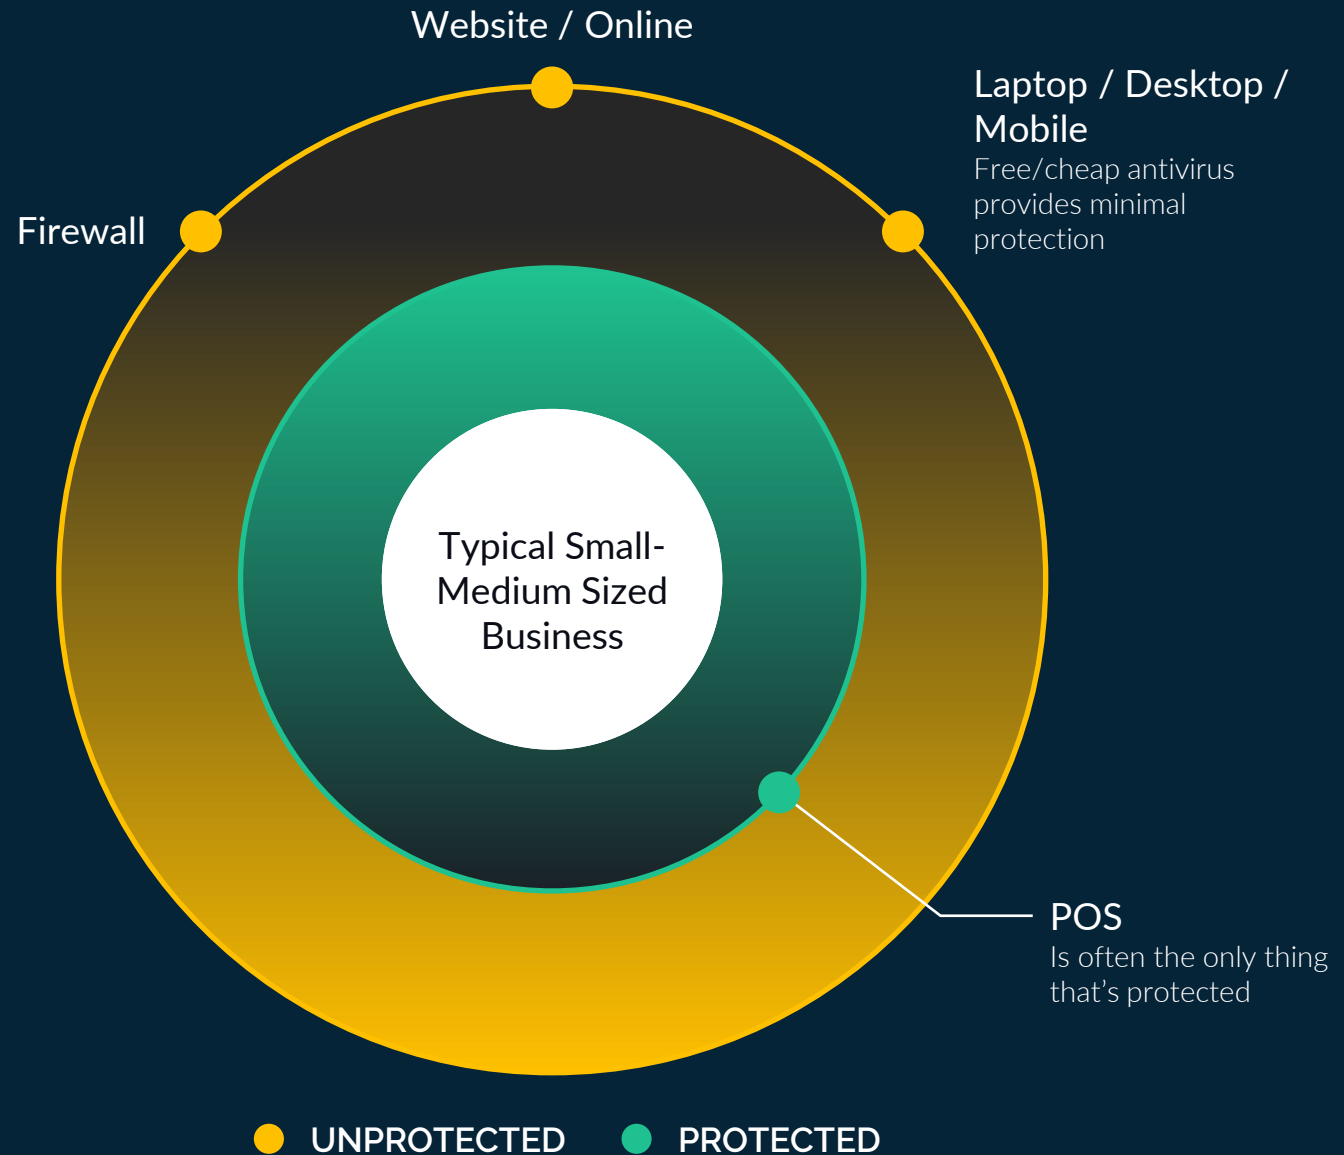 Website / Online
Laptop / Desktop /
Mobile
Free/cheap antivirus
provides minimal
protection
Firewall
Typical Small-
Medium Sized
Business
POS
Is often the only thing
that’s protected
UNPROTECTED
PROTECTED